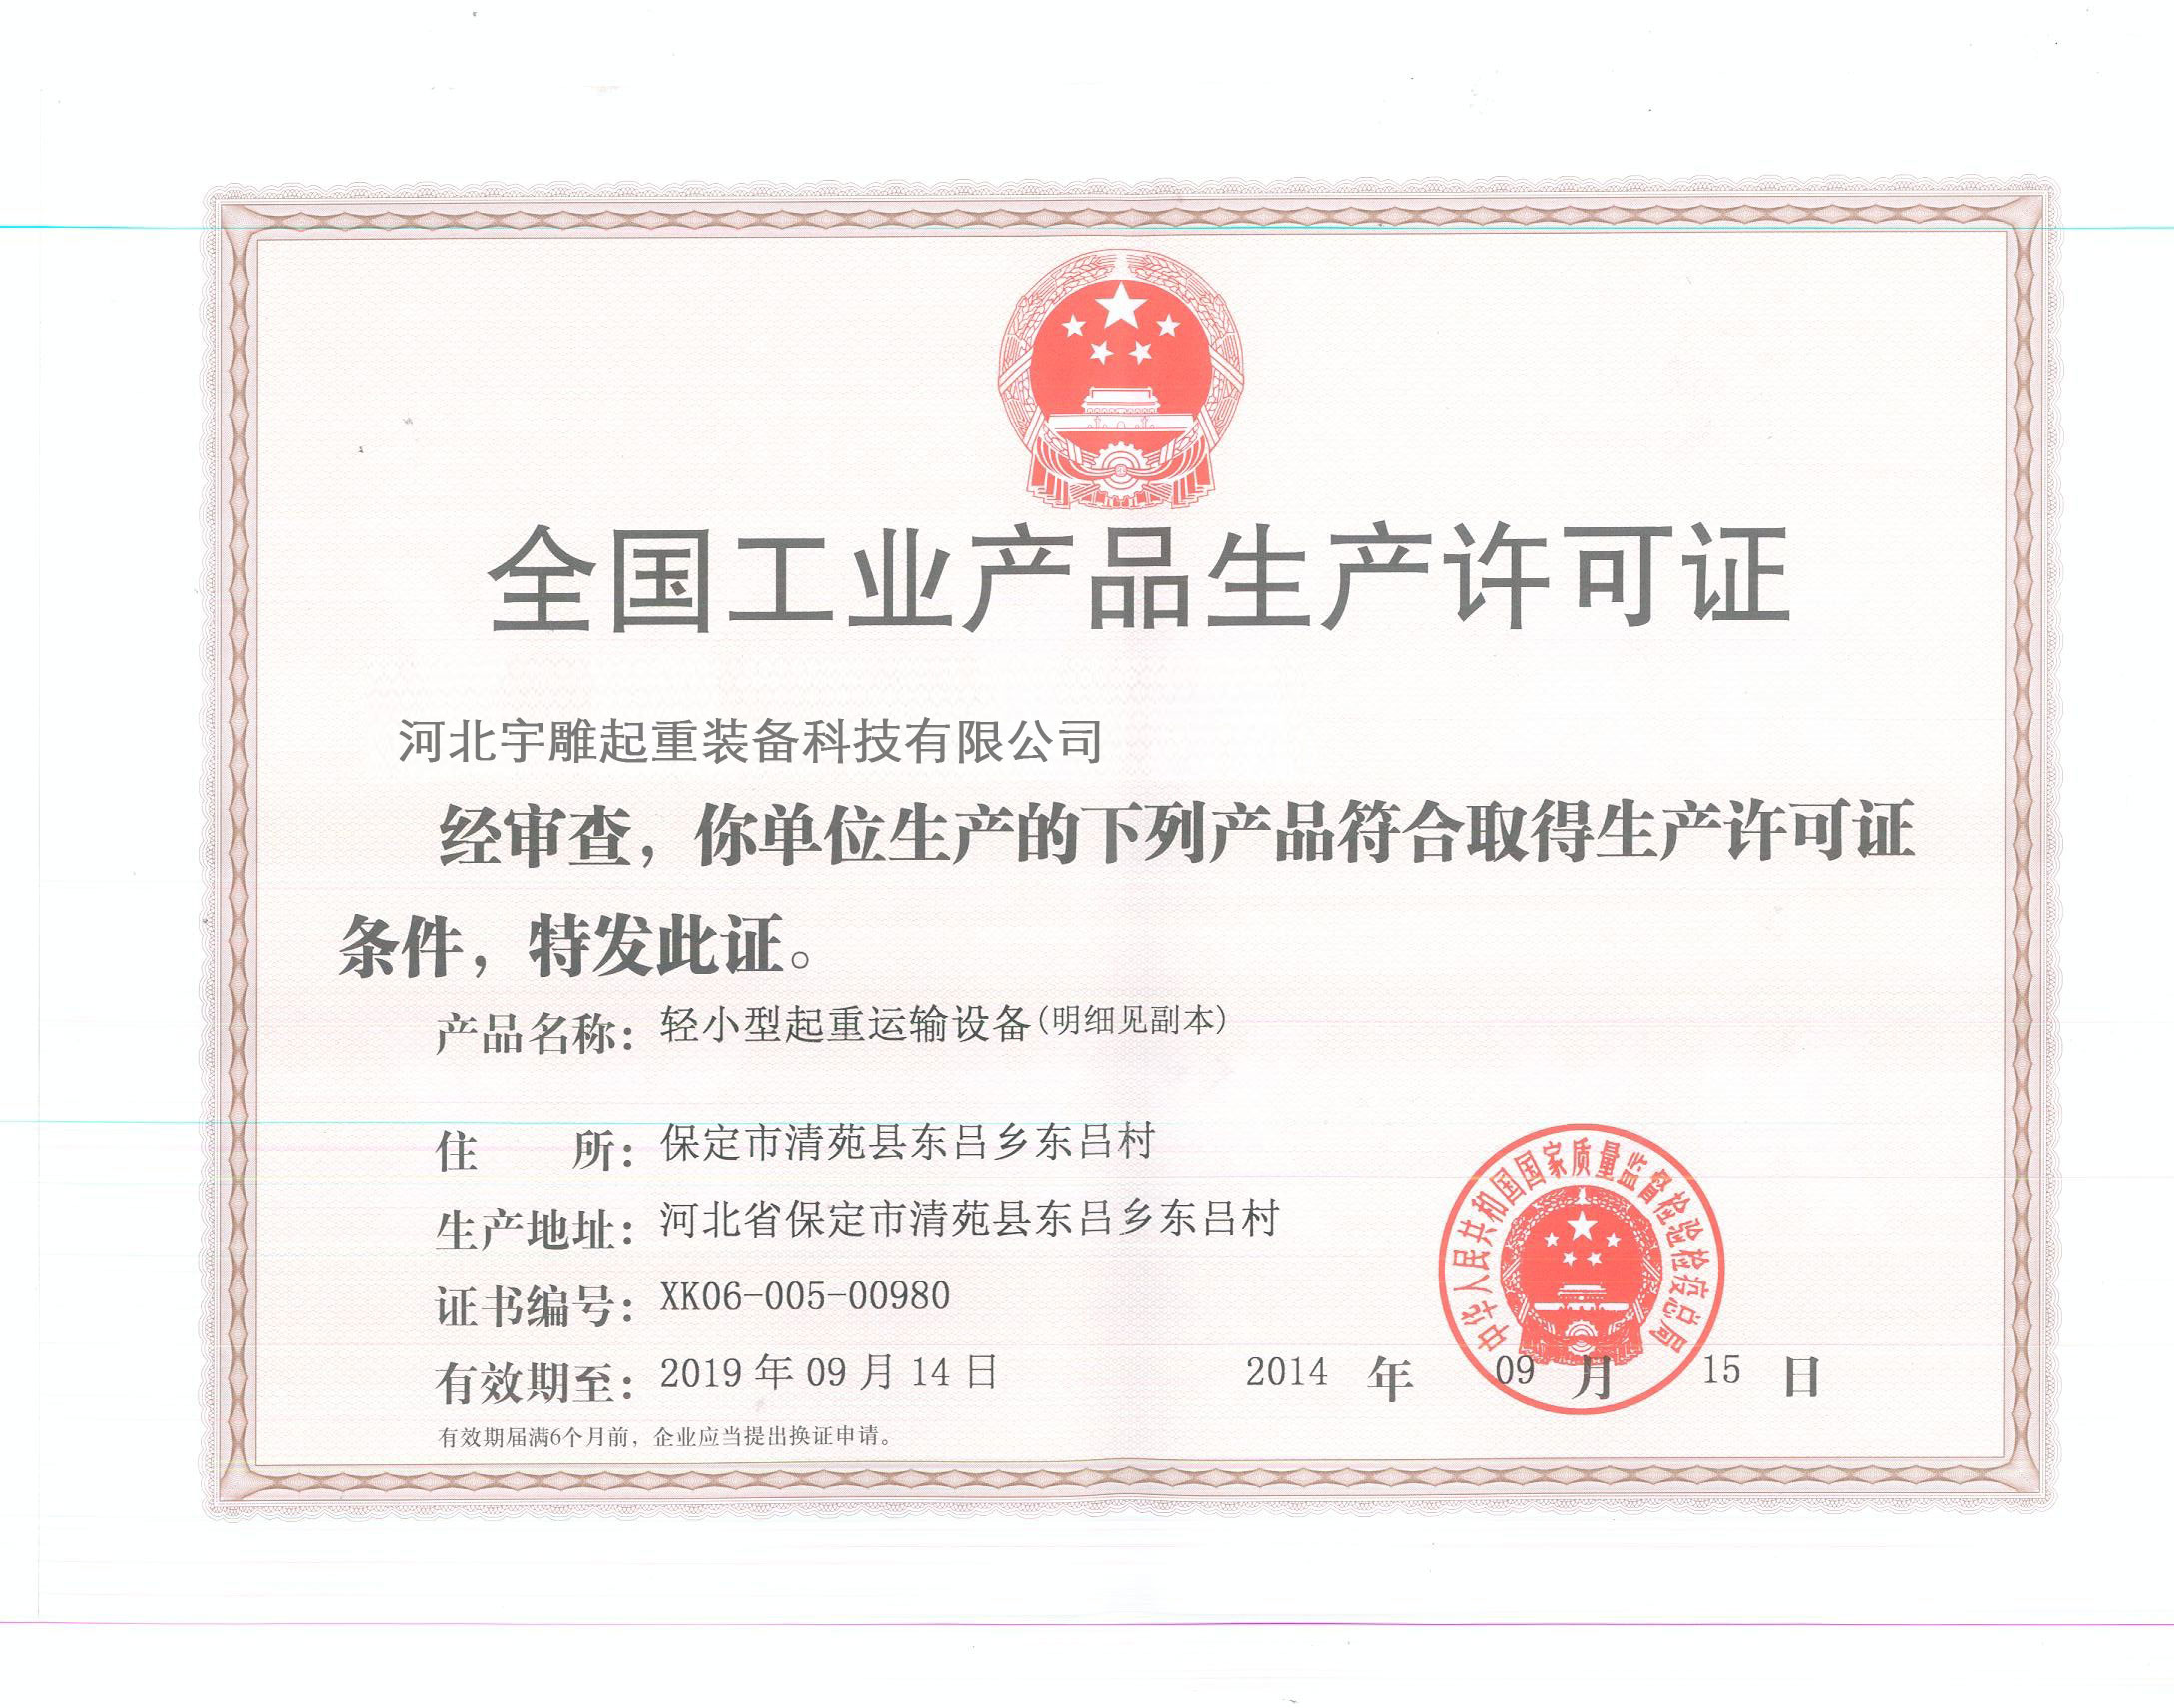 全国工业产品生产许可证
河北宇雕起重装备科技有限公司
经审查，你单位生产的下列产品符合取得生产许可证
条件，特发此证。
产品名称：轻小型起重运输设备(明细见副本)
住 所：保定市清苑县东吕乡东吕村
生产地址：河北省保定市清苑县东吕乡东吕村
证书编号：XK06-005-00980
中华人民共和国国家质量监督检验检疫总局
有效期至：2019 年 09 月 14 日 2014 年 09 月 15 日
有效期届满6个月前，企业应当提出换证申请。